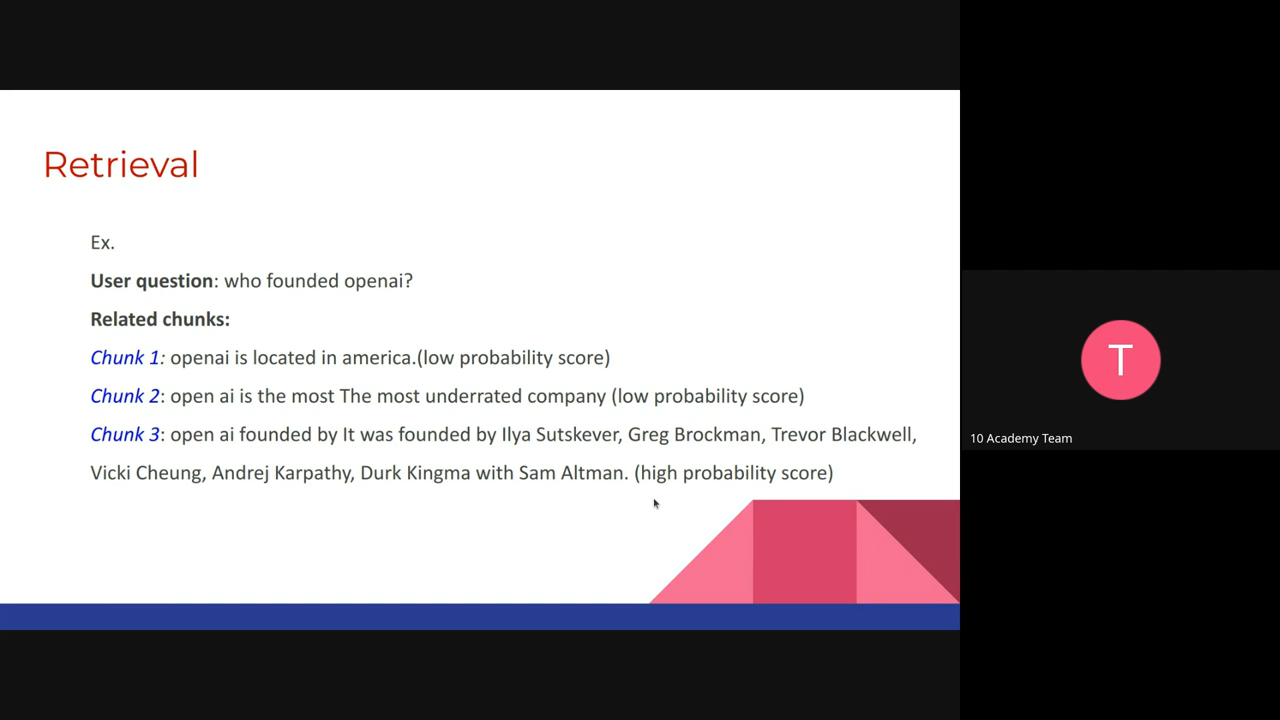 Retrieval
Ex.
User question: who founded openai?
Related chunks:
Chunk 1: openai is located in america.(low probability score)
Chunk 2: open ai is the most The most underrated company (low probability score)
Chunk 3: open ai founded by It was founded by Ilya Sutskever, Greg Brockman, Trevor Blackwell,
Vicki Cheung, Andrej Karpathy, Durk Kingma with Sam Altman. (high probability score)
T
10 Academy Team